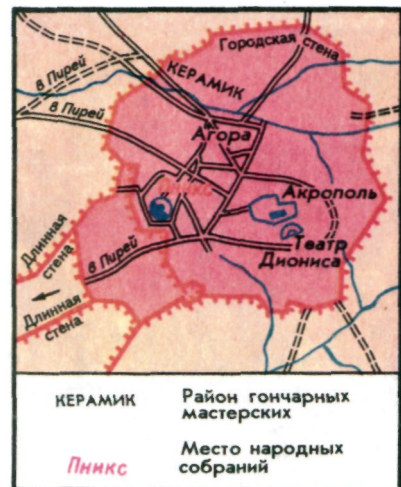 Городская стена
КЕРАМИК
в Пирей
в Пирей
Агора
Пникс
Акрополь
Театр
Диониса
в Пирей
Длинная
стена
Длинная
стена
КЕРАМИК Район гончарных
мастерских
Пникс Место народных
собраний